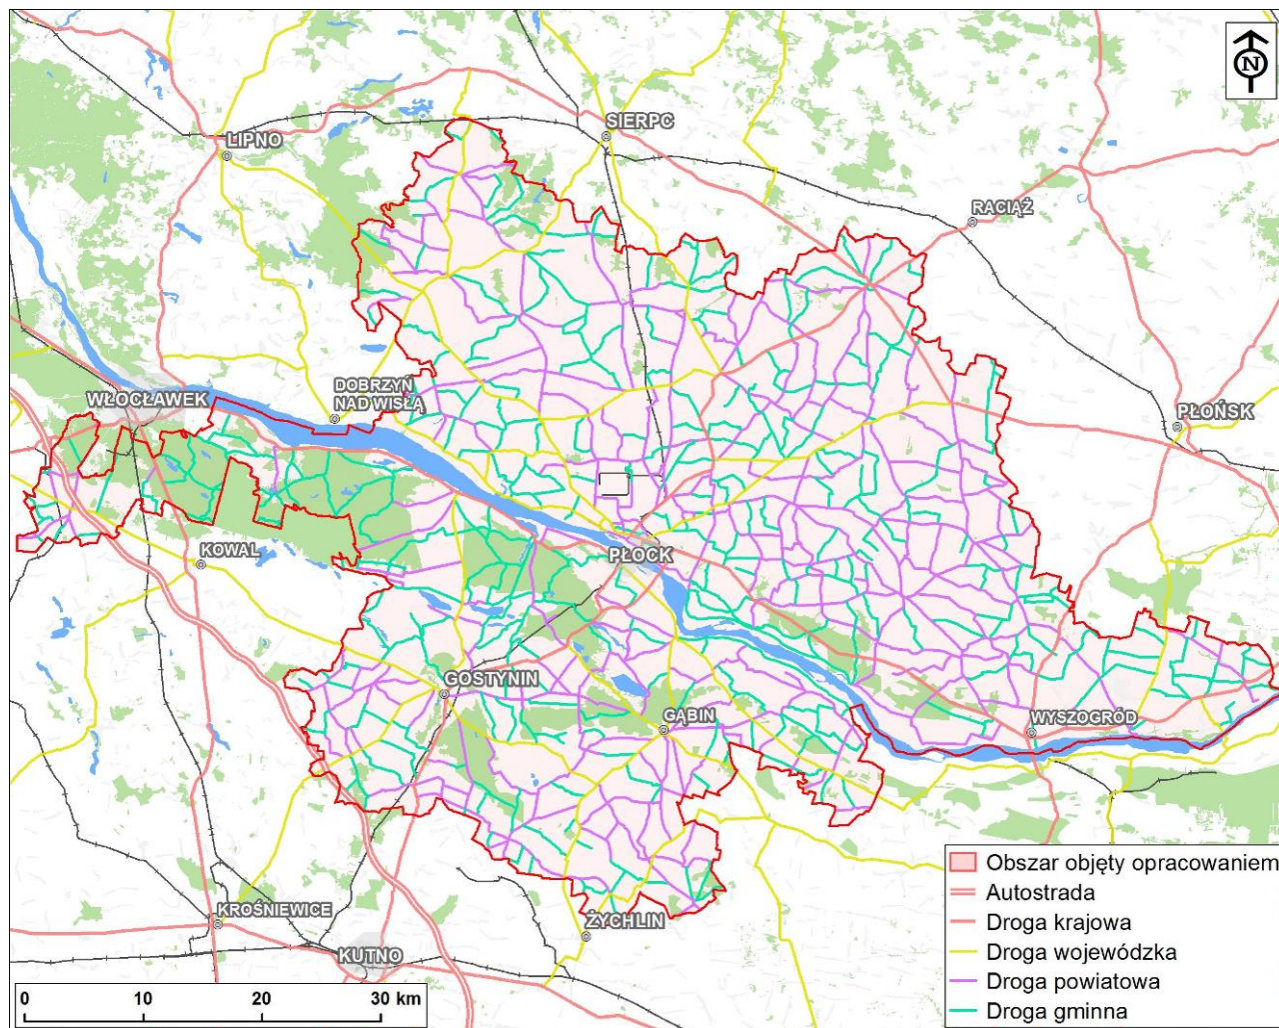 N
SIERPC
LIPNO
RACIĄŻ
DOBRZYŃ
NAD WISŁĄ
WŁOCŁAWEK
PŁOŃSK
KOWAL
PŁOCK
GOSTYNIN
GĄBIN
WYSZOGRÓD
KROŚNIEWICE
ŻYCHLIN
KUTNO
Obszar objęty opracowaniem
Autostrada
Droga krajowa
Droga wojewódzka
Droga powiatowa
Droga gminna
0 10 20 30 km